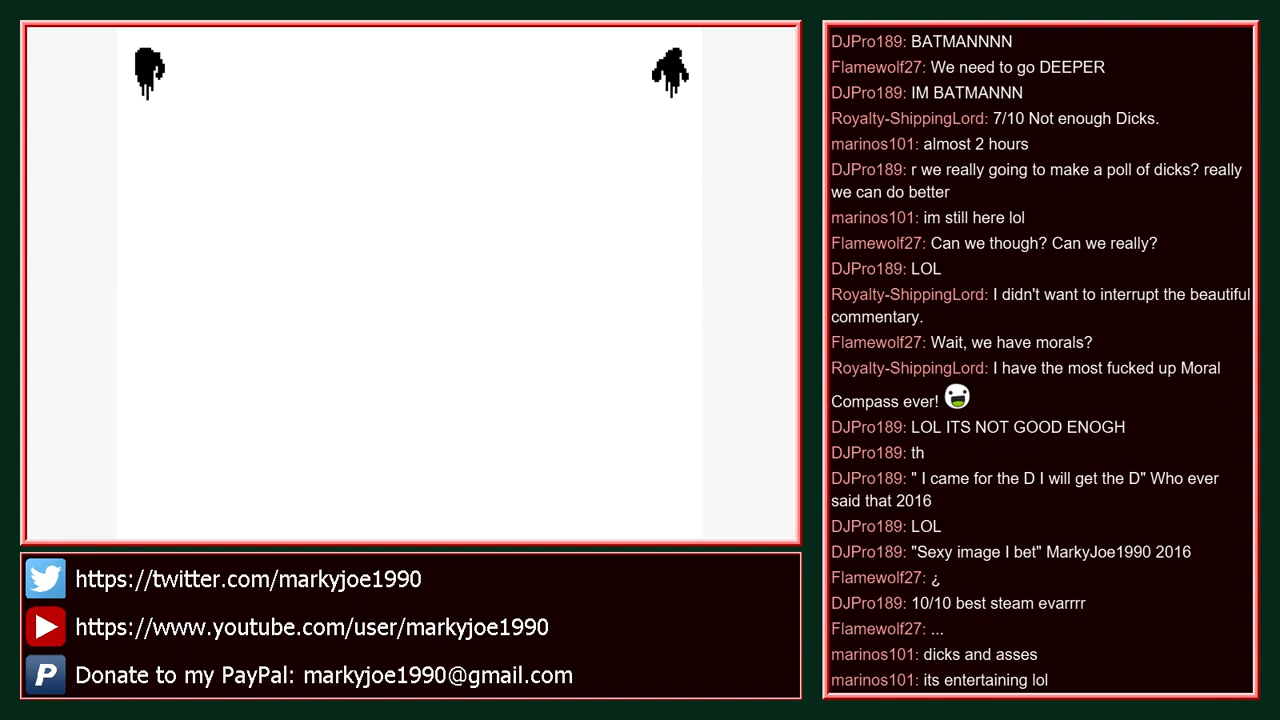 DJPro189: BATMANNNN
Flamewolf27: We need to go DEEPER
DJPro189: IM BATMANNN
Royalty-ShippingLord: 7/10 Not enough Dicks.
marinos101: almost 2 hours
DJPro189: r we really going to make a poll of dicks? really
we can do better
marinos101: im still here lol
Flamewolf27: Can we though? Can we really?
DJPro189: LOL
Royalty-ShippingLord: I didn't want to interrupt the beautiful
commentary.
Flamewolf27: Wait, we have morals?
Royalty-ShippingLord: I have the most fucked up Moral
Compass ever!
DJPro189: LOL ITS NOT GOOD ENOGH
DJPro189: th
DJPro189: " I came for the D I will get the D" Who ever
said that 2016
DJPro189: LOL
DJPro189: "Sexy image I bet" MarkyJoe1990 2016
Flamewolf27: ¿
DJPro189: 10/10 best steam evarrrr
Flamewolf27: ...
marinos101: dicks and asses
marinos101: its entertaining lol
https://twitter.com/markyjoe1990
https://www.youtube.com/user/markyjoe1990
Donate to my PayPal: markyjoe1990@gmail.com